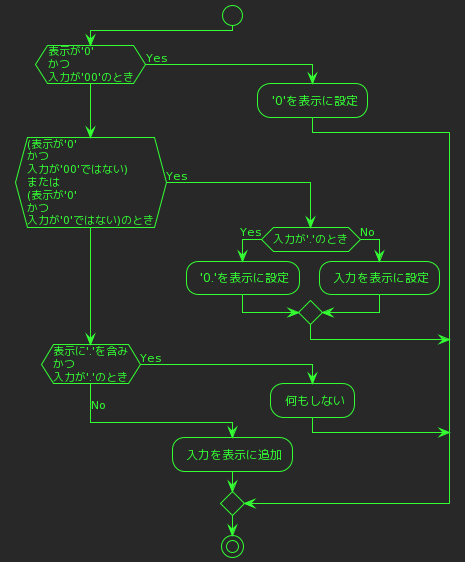 表示が'0'
かつ
入力が'00'のとき
Yes
'0'を表示に設定
(表示が'0'
かつ
入力が'00'ではない)
または
(表示が'0'
かつ
入力が'0'ではない)のとき
Yes
入力が'.'のとき
Yes
No
'0.'を表示に設定
入力を表示に設定
表示に'.'を含み
かつ
入力が'.'のとき
Yes
何もしない
No
入力を表示に追加